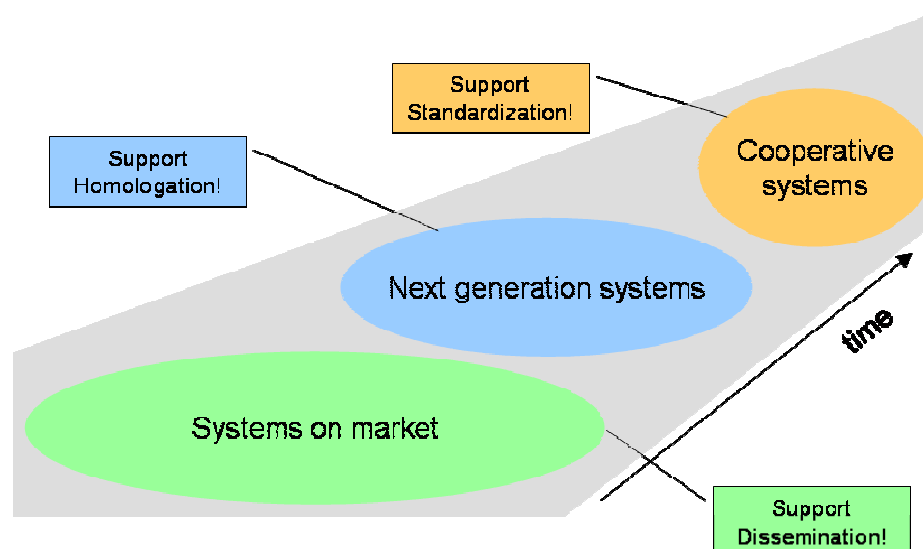 Support
Standardization!
Cooperative
systems
Support
Homologation!
Next generation systems
time
Systems on market
Support
Dissemination!